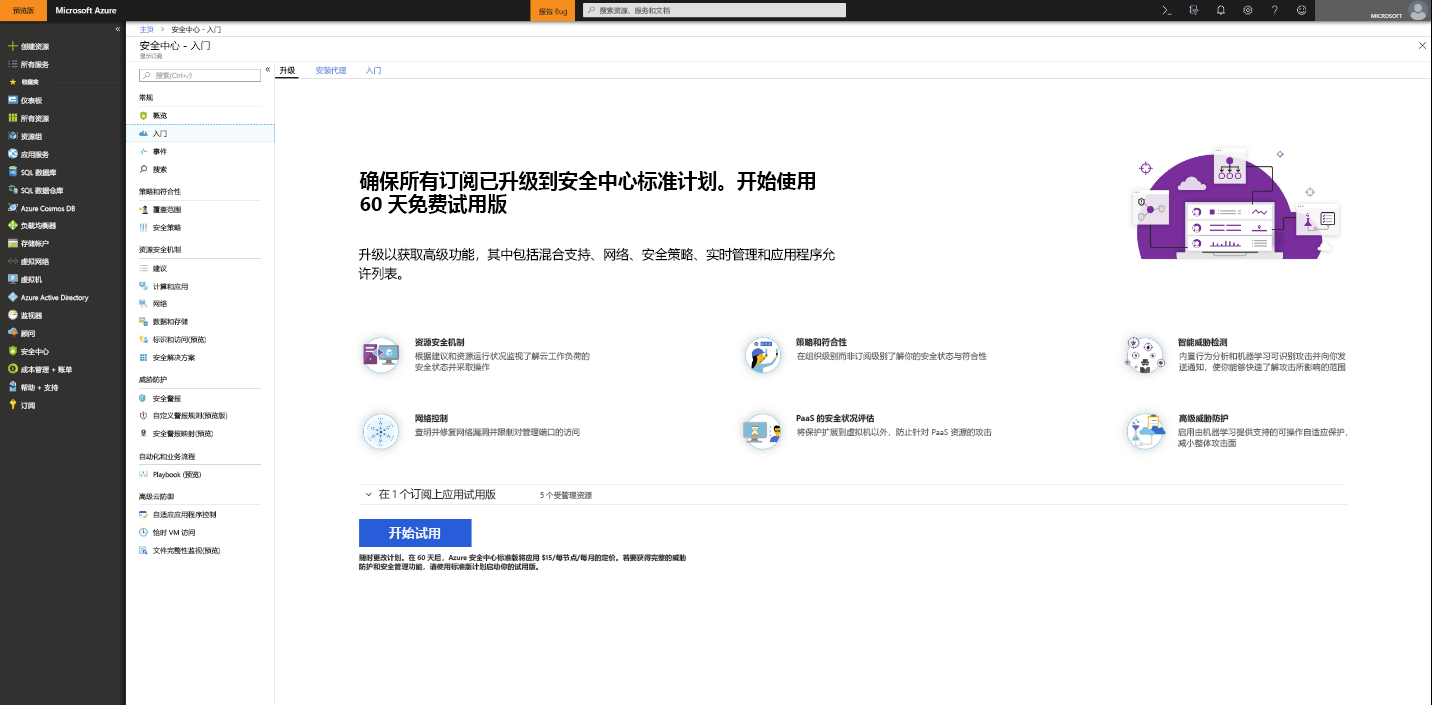 预览版
Microsoft Azure
报告 Bug
搜索资源、服务和文档
MICROSOFT
创建资源
所有服务
收藏夹
仪表板
所有资源
资源组
应用服务
SQL 数据库
SQL 数据仓库
Azure Cosmos DB
负载均衡器
存储帐户
虚拟网络
虚拟机
Azure Active Directory
监视器
顾问
安全中心
成本管理 + 账单
帮助 + 支持
订阅
主页 > 安全中心 - 入门
安全中心 - 入门
显示订阅
搜索(Ctrl+/)
常规
概览
入门
事件
搜索
策略和符合性
覆盖范围
安全策略
资源安全机制
建议
计算和应用
网络
数据和存储
标识和访问(预览)
安全解决方案
威胁防护
安全警报
自定义警报规则(预览版)
安全警报映射(预览)
自动化和业务流程
Playbook (预览)
高级云防御
自适应应用程序控制
恰时 VM 访问
文件完整性监视(预览)
升级
安装代理
入门
确保所有订阅已升级到安全中心标准计划。开始使用
60 天免费试用版
升级以获取高级功能，其中包括混合支持、网络、安全策略、实时管理和应用程序允
许列表。
资源安全机制
根据建议和资源运行状况监视了解云工作负荷的
安全状态并采取操作
策略和符合性
在组织级别而非订阅级别了解你的安全状态与符合性
智能威胁检测
内置行为分析和机器学习可识别攻击并向你发
送通知，使你能够快速了解攻击所影响的范围
网络控制
查明并修复网络漏洞并限制对管理端口的访问
PaaS 的安全状况评估
将保护扩展到虚拟机以外，防止针对 PaaS 资源的攻击
高级威胁防护
启用由机器学习提供支持的可操作自适应保护，
减小整体攻击面
在 1 个订阅上应用试用版
5 个受管理资源
开始试用
随时更改计划。在 60 天后，Azure 安全中心标准版将应用 $15/每节点/每月的定价。若要获得完整的威胁
防护和安全管理功能，请使用标准版计划启动你的试用版。